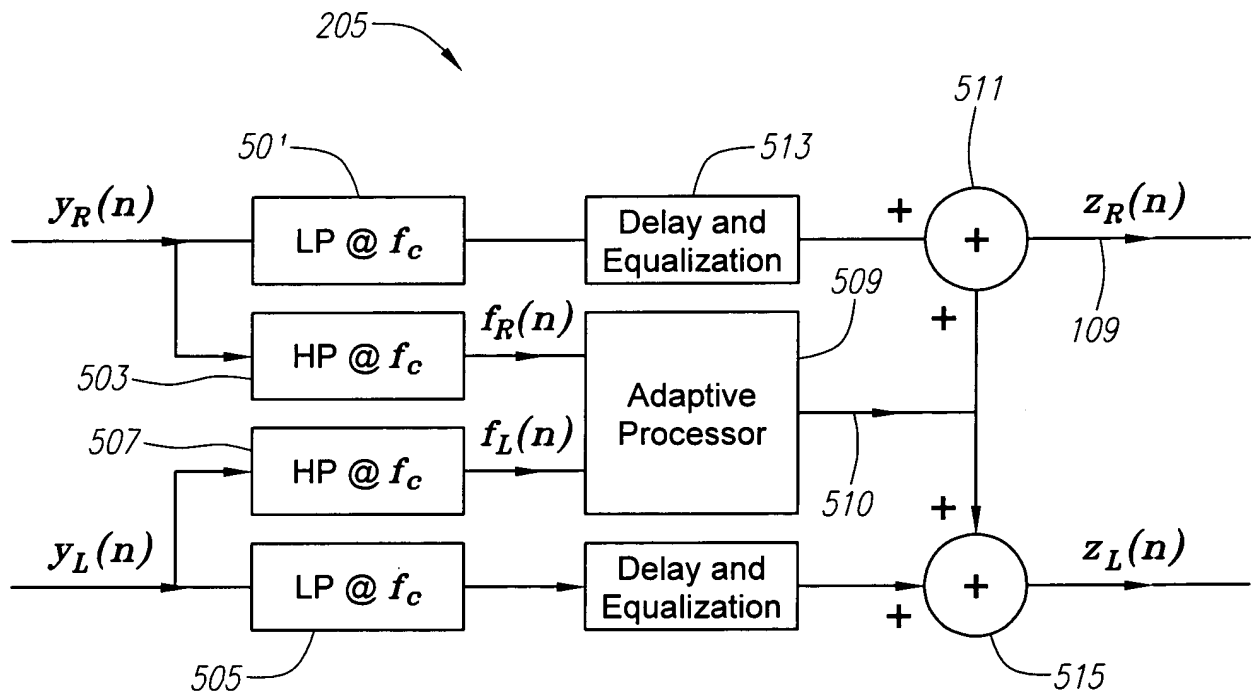 205
511
50'
513
y_R(n)
z_R(n)
+
LP @ f_c
Delay and
Equalization
+
509
+
f_R(n)
109
HP @ f_c
503
Adaptive
Processor
507
f_L(n)
HP @ f_c
510
+
y_L(n)
z_L(n)
LP @ f_c
Delay and
Equalization
+
+
505
515